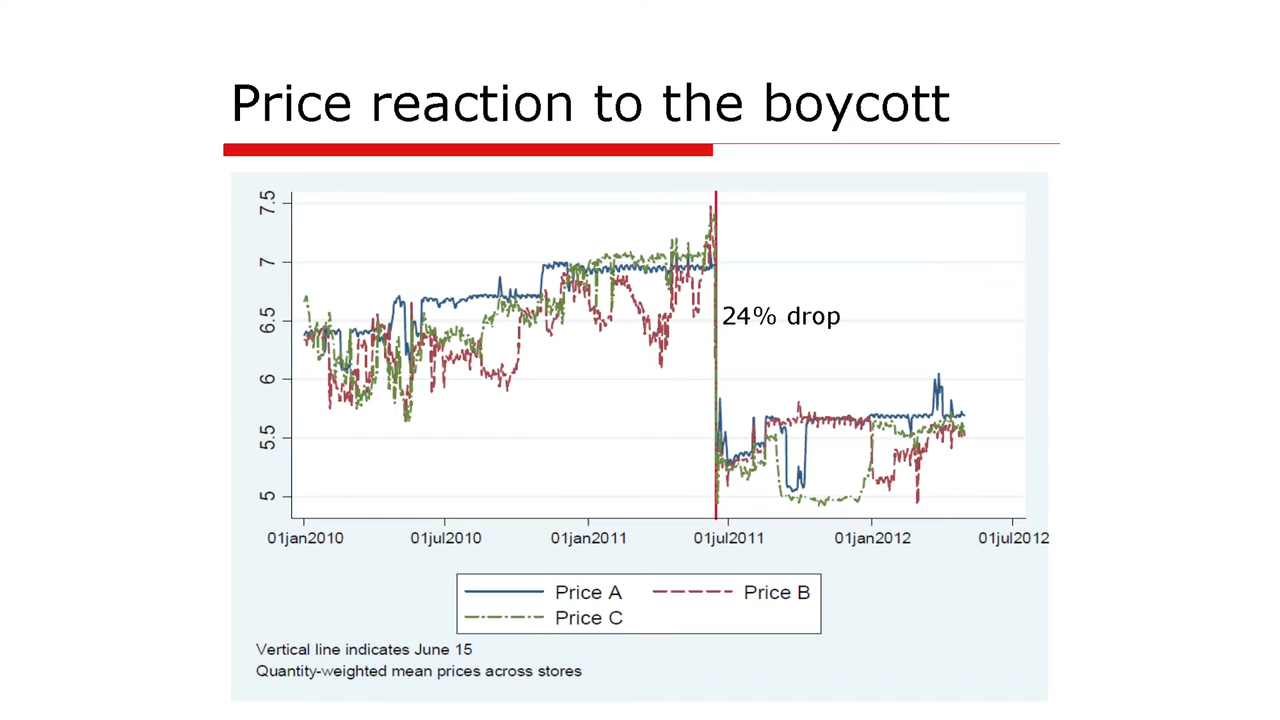 Price reaction to the boycott
7.5
7
6.5
6
5.5
5
24% drop
01jan2010 01jul2010 01jan2011 01jul2011 01jan2012 01jul2012
Price A Price B
Price C
Vertical line indicates June 15
Quantity-weighted mean prices across stores